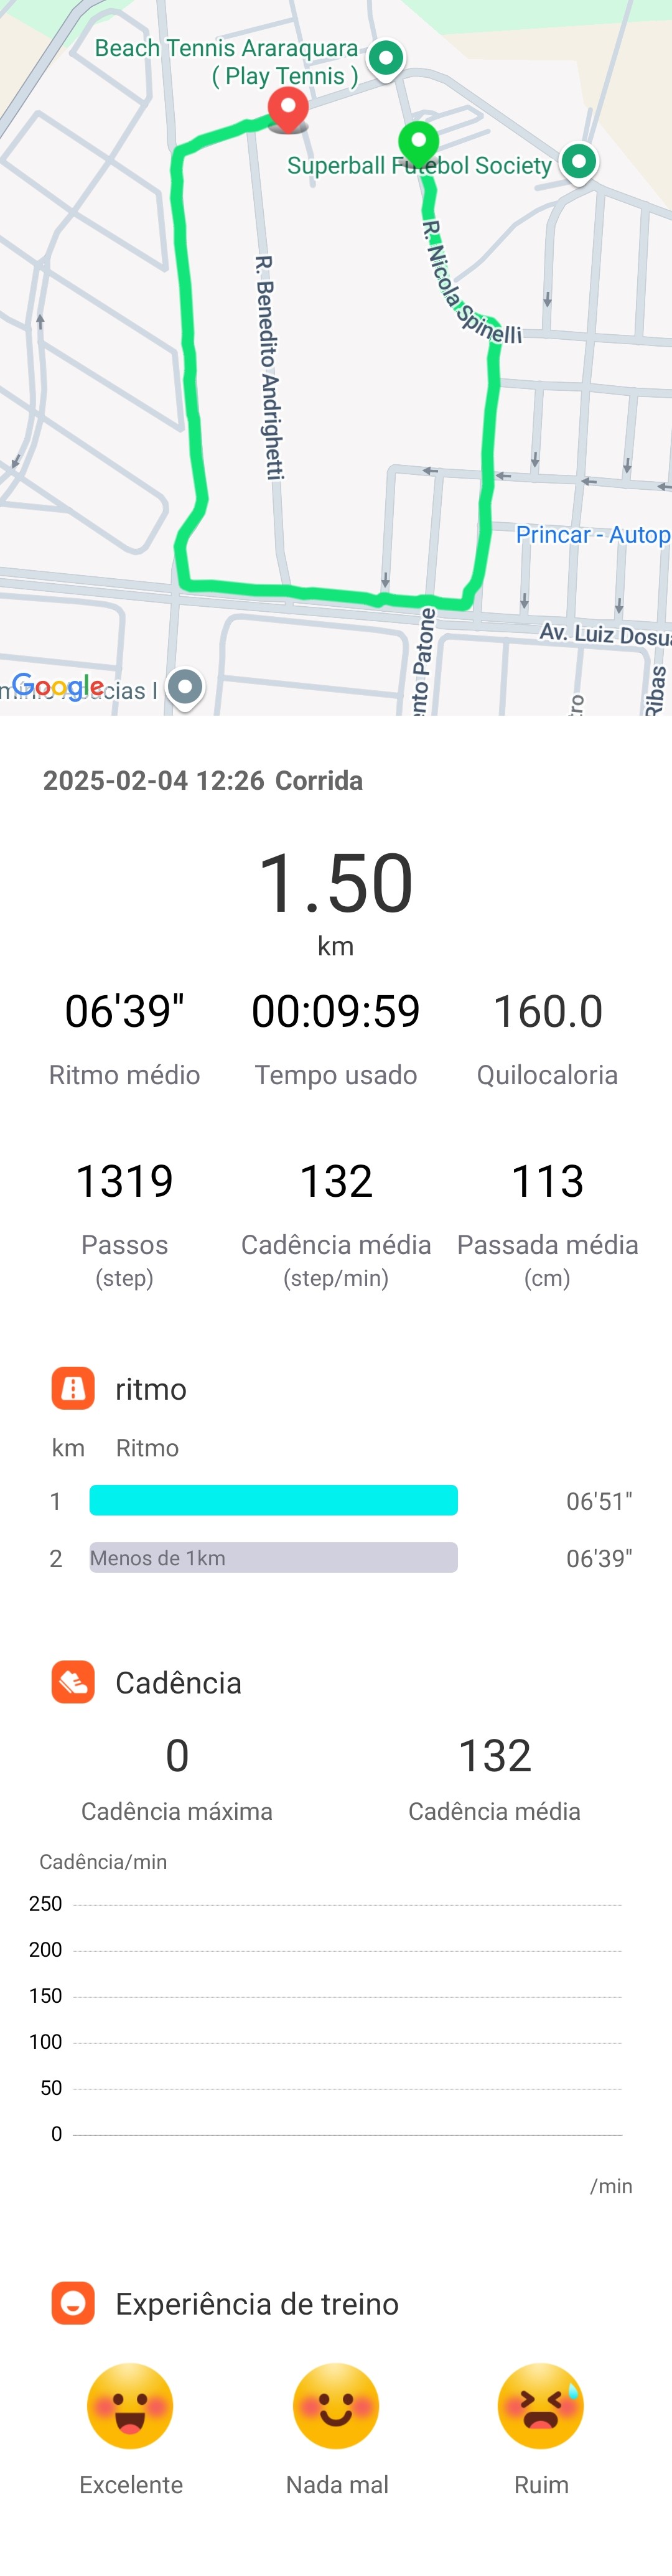 Beach Tennis Araraquara
( Play Tennis )
Superball Futebol Society
R. Nicola Spinelli
R. Benedito Andrighetti
Princar - Autop
Av. Luiz Dosua
nto Patone
tro
Ribas
Google
cias I
2025-02-04 12:26 Corrida
1.50
km
06'39" 00:09:59 160.0
Ritmo médio Tempo usado Quilocaloria
1319 132 113
Passos Cadência média Passada média
(step) (step/min) (cm)
ritmo
km Ritmo
1 06'51"
2 Menos de 1km 06'39"
Cadência
0 132
Cadência máxima Cadência média
Cadência/min
250
200
150
100
50
0
/min
Experiência de treino
Excelente Nada mal Ruim